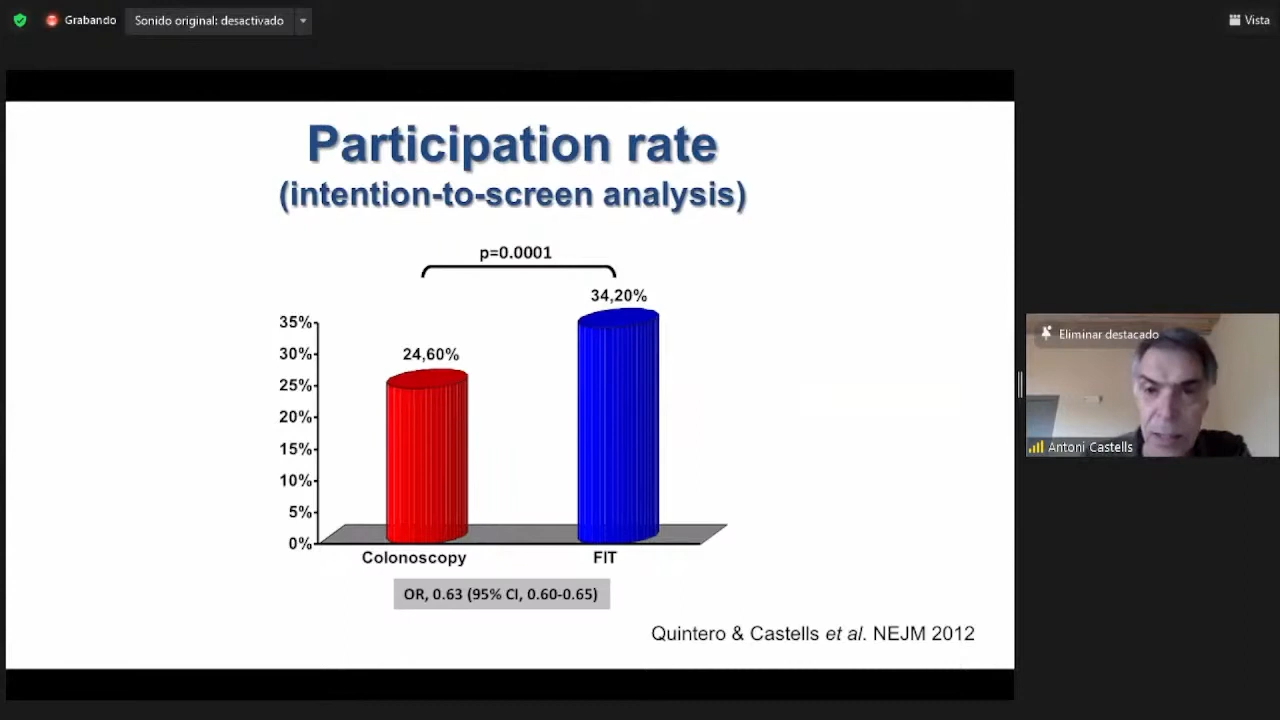 Grabando
Sonido original: desactivado
Vista
Participation rate
(intention-to-screen analysis)
p=0.0001
34,20%
24,60%
35%
30%
25%
20%
15%
10%
5%
0%
Colonoscopy
FIT
OR, 0.63 (95% CI, 0.60-0.65)
Quintero & Castells et al. NEJM 2012
Eliminar destacado
Antoni Castells